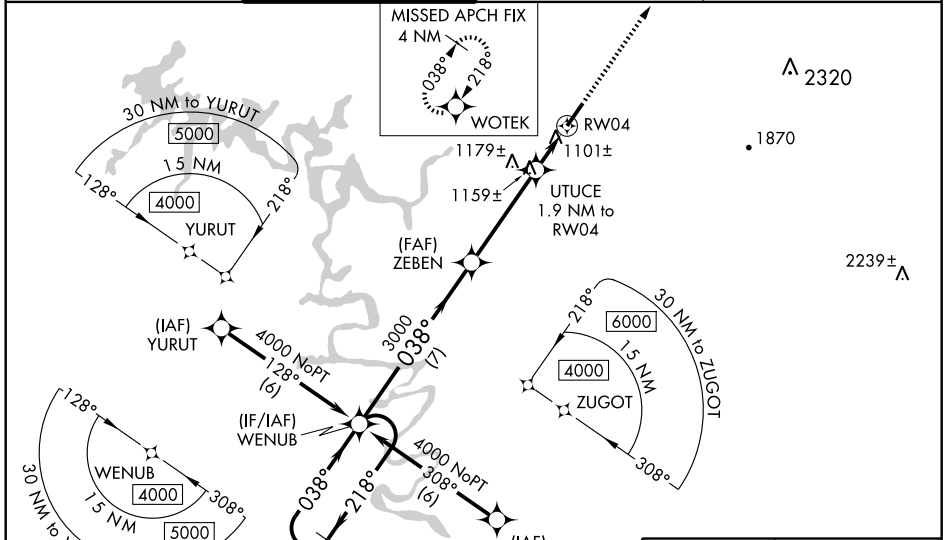 MISSED APCH FIX
4 NM
038°
218°
WOTEK
RW04
2320
1870
1179±
1101±
1159±
UTUCE
1.9 NM to
RW04
2239±
30 NM to YURUT
5000
15 NM
128°
218°
4000
YURUT
(FAF)
ZEBEN
(IAF)
YURUT
4000 NoPT
128°
(6)
3000
038°
(7)
218°
30 NM to ZUGOT
6000
15 NM
4000
ZUGOT
308°
(IF/IAF)
WENUB
4000 NoPT
308°
(6)
038°
218°
128°
WENUB
4000
308°
15 NM
5000
30 NM to
(IAF)